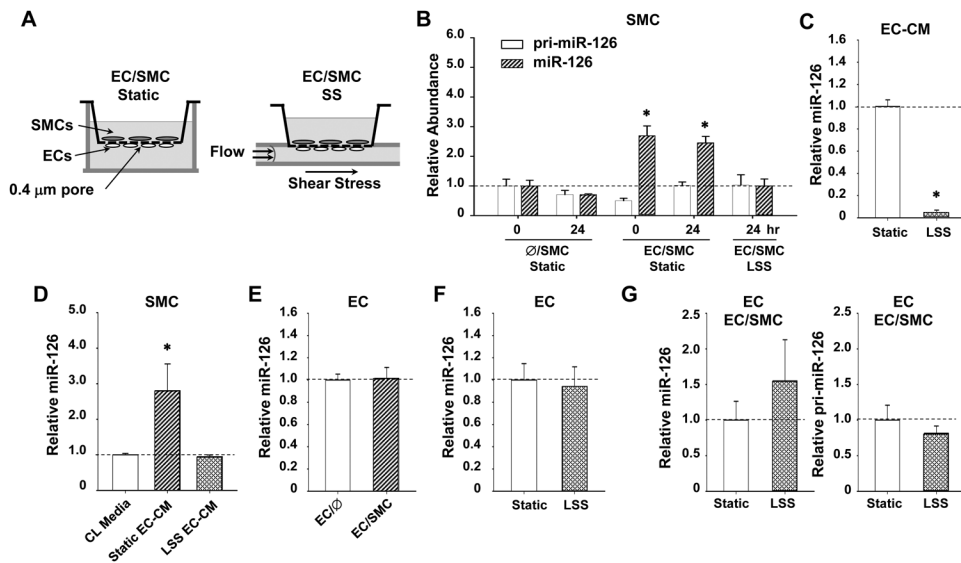 A
EC/SMC
Static
SMCs
ECs
0.4 μm pore
EC/SMC
SS
Flow
Shear Stress
B
SMC
pri-miR-126
miR-126
Relative Abundance
6.0
5.0
4.0
3.0
2.0
1.0
0.0
*
*
0
24
0
24
24 hr
Ø/SMC
Static
EC/SMC
Static
EC/SMC
LSS
C
EC-CM
Relative miR-126
1.6
1.4
1.2
1.0
0.8
0.6
0.4
0.2
0
*
Static
LSS
D
SMC
Relative miR-126
5.0
4.0
3.0
2.0
1.0
0.0
*
CL Media
Static EC-CM
LSS EC-CM
E
EC
Relative miR-126
1.6
1.4
1.2
1.0
0.8
0.6
0.4
0.2
0
EC/Ø
EC/SMC
F
EC
Relative miR-126
1.6
1.4
1.2
1.0
0.8
0.6
0.4
0.2
0
Static
LSS
G
EC
EC/SMC
Relative miR-126
2.5
2.0
1.5
1.0
0.5
0.0
Static
LSS
EC
EC/SMC
Relative pri-miR-126
2.5
2.0
1.5
1.0
0.5
0.0
Static
LSS